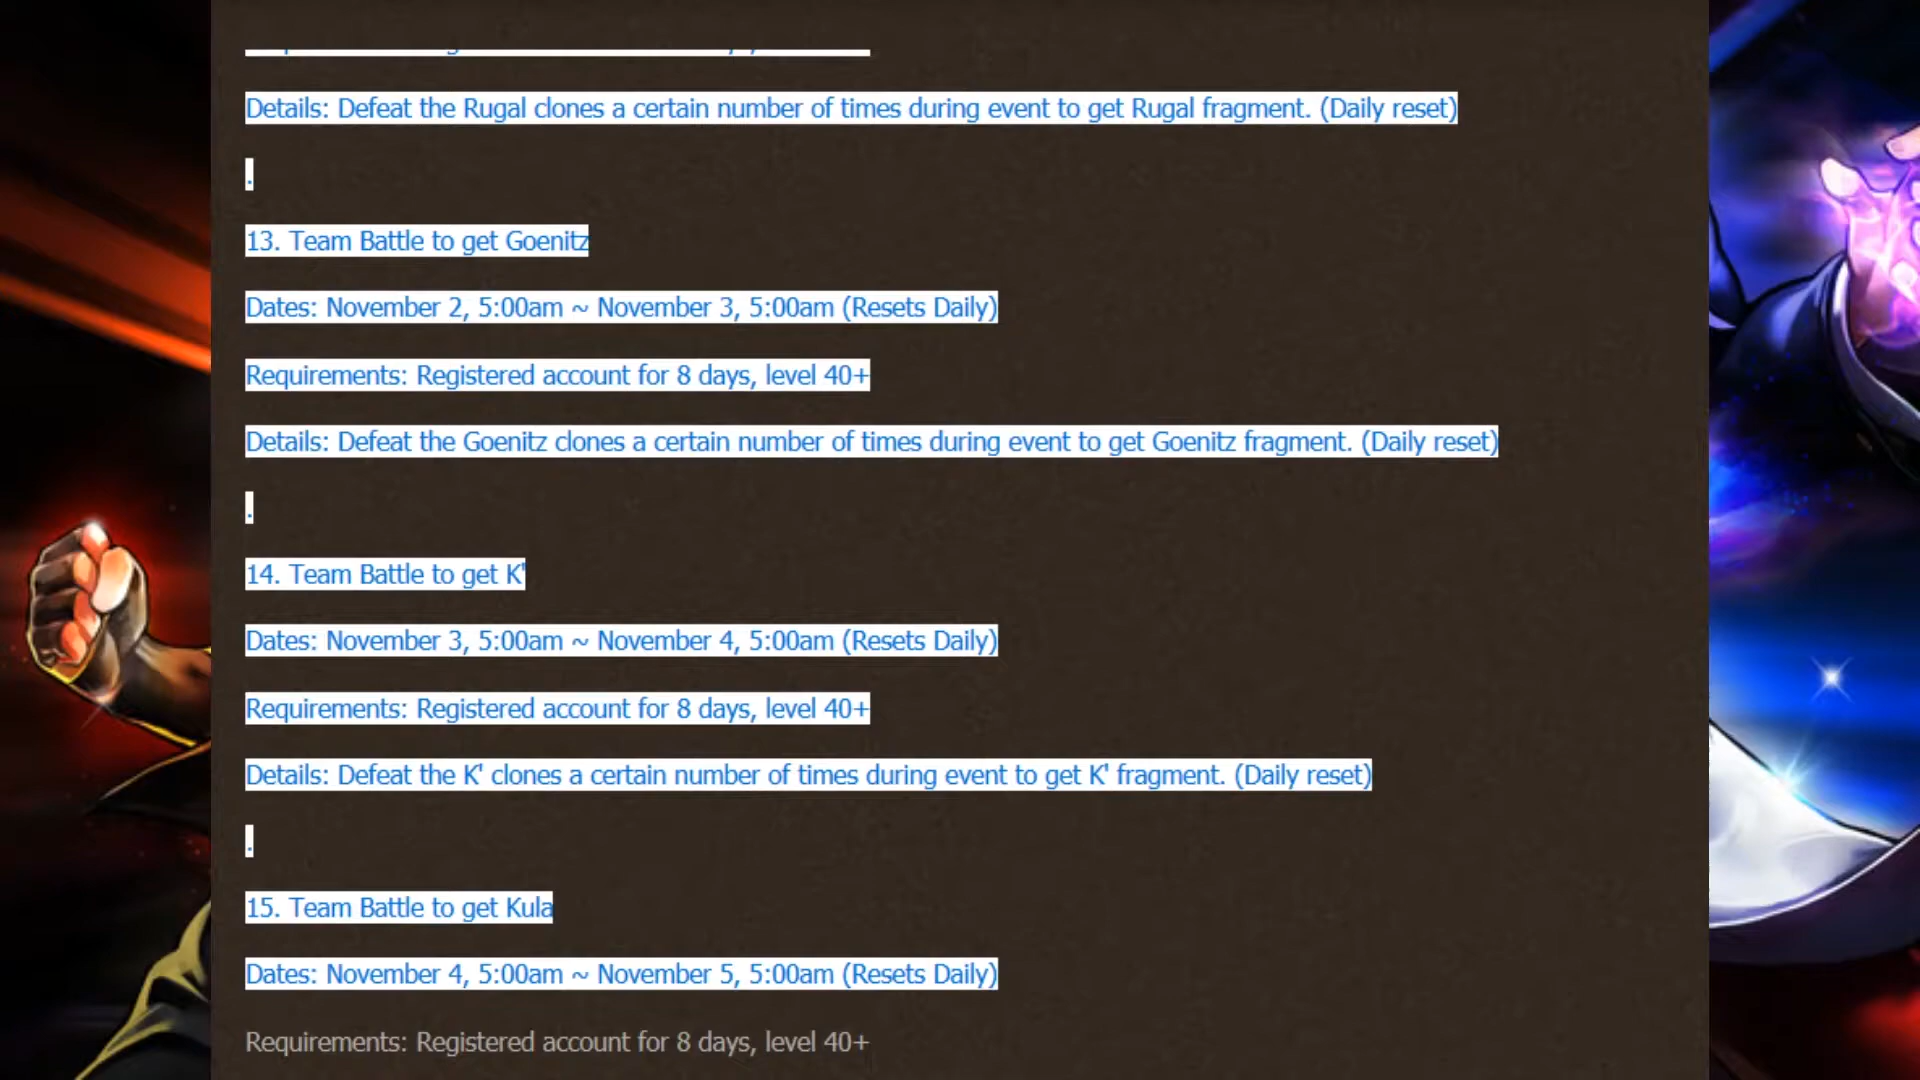 Details: Defeat the Rugal clones a certain number of times during event to get Rugal fragment. (Daily reset)
.
13. Team Battle to get Goenitz
Dates: November 2, 5:00am ~ November 3, 5:00am (Resets Daily)
Requirements: Registered account for 8 days, level 40+
Details: Defeat the Goenitz clones a certain number of times during event to get Goenitz fragment. (Daily reset)
.
14. Team Battle to get K'
Dates: November 3, 5:00am ~ November 4, 5:00am (Resets Daily)
Requirements: Registered account for 8 days, level 40+
Details: Defeat the K' clones a certain number of times during event to get K' fragment. (Daily reset)
.
15. Team Battle to get Kula
Dates: November 4, 5:00am ~ November 5, 5:00am (Resets Daily)
Requirements: Registered account for 8 days, level 40+